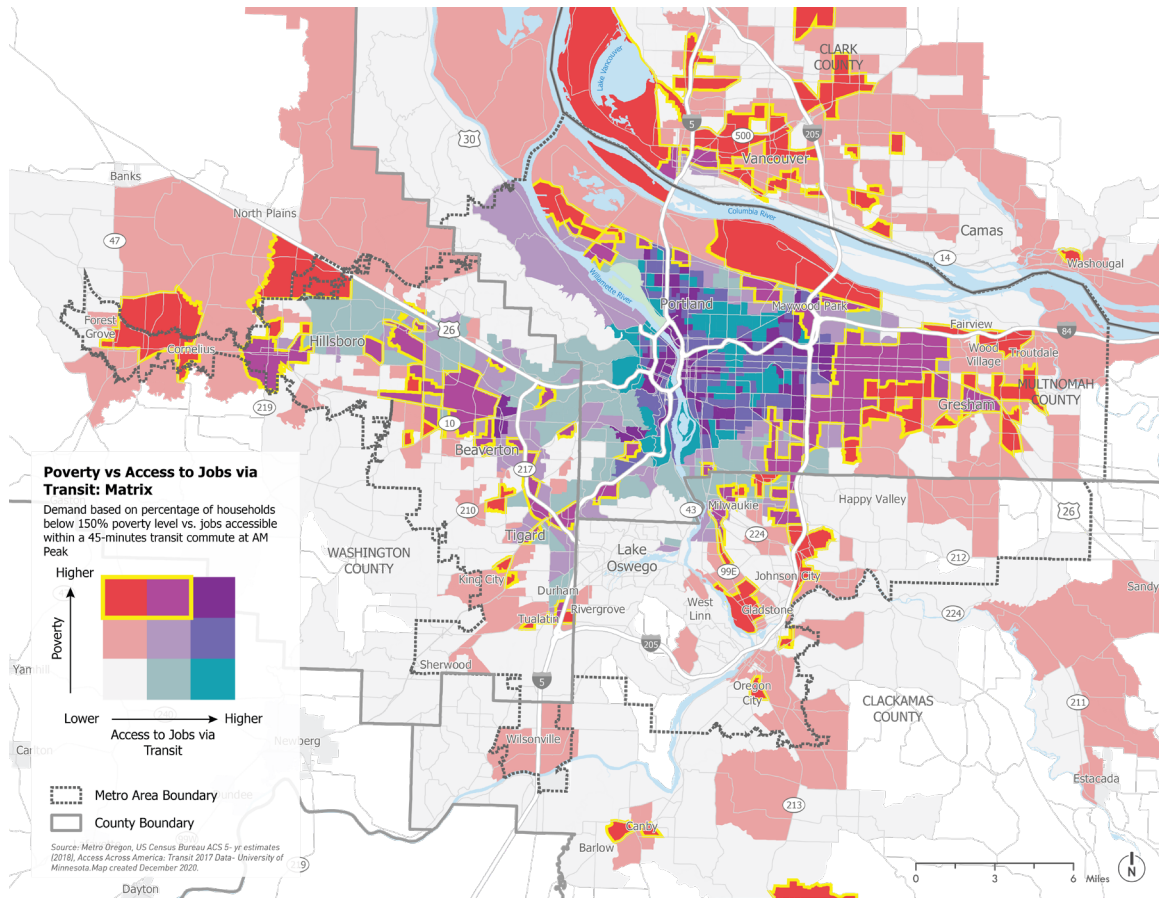 CLARK
COUNTY
Lake Vancouver
5
205
500
30
Vancouver
Banks
North Plains
47
Columbia River
Camas
14
Washougal
Willamette River
Portland
Maywood Park
Forest
Grove
Cornelius
Hillsboro
26
Fairview
84
Wood
Village
Troutdale
MULTNOMAH
COUNTY
219
Gresham
10
Beaverton
217
210
43
Milwaukie
Happy Valley
26
Tigard
224
212
WASHINGTON
COUNTY
Lake
Oswego
99E
King City
Johnson City
Sandy
Durham
Rivergrove
West
Linn
Gladstone
224
Tualatin
205
Sherwood
5
Oregon
City
CLACKAMAS
COUNTY
211
Wilsonville
Estacada
213
Canby
Barlow
Poverty vs Access to Jobs via
Transit: Matrix
Demand based on percentage of households
below 150% poverty level vs. jobs accessible
within a 45-minutes transit commute at AM
Peak
Higher
Poverty
Lower
Higher
Access to Jobs via
Transit
Newberg
Dundee
Metro Area Boundary
County Boundary
Source: Metro Oregon, US Census Bureau ACS 5- yr estimates
(2018), Access Across America: Transit 2017 Data- University of
Minnesota.Map created December 2020.
Dayton
0
3
6
Miles
N